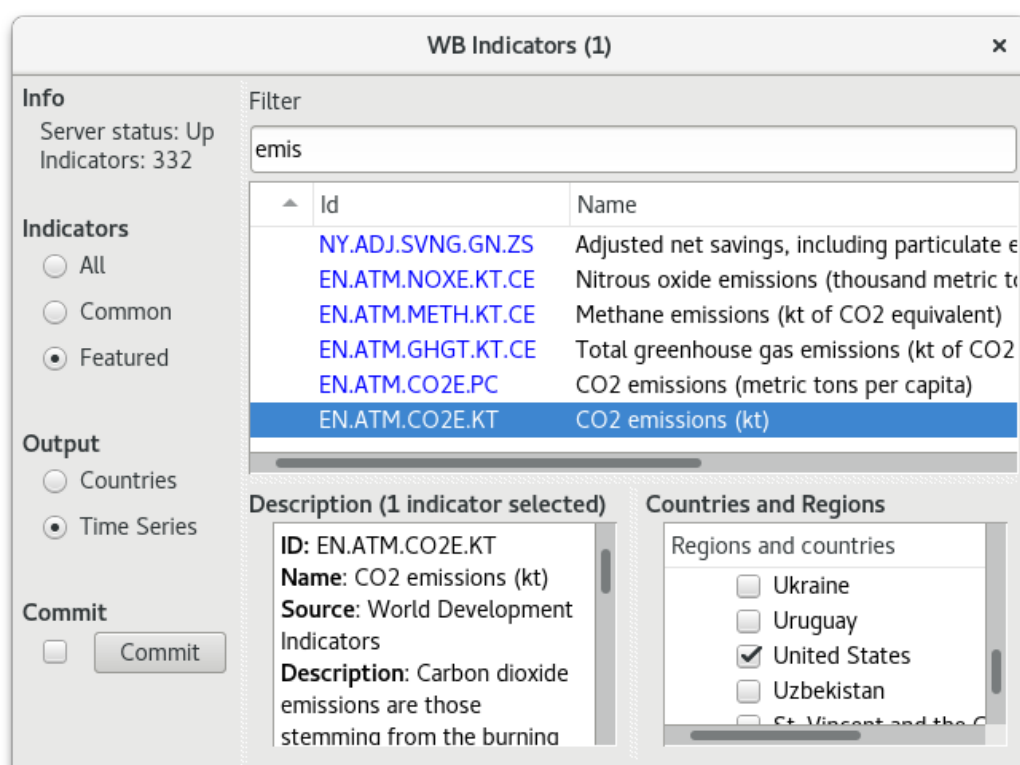 WB Indicators (1)
Info
Server status: Up
Indicators: 332
Indicators
All
Common
Featured
Output
Countries
Time Series
Commit
Commit
Filter
emis
Id Name
NY.ADJ.SVNG.GN.ZS Adjusted net savings, including particulate e
EN.ATM.NOXE.KT.CE Nitrous oxide emissions (thousand metric to
EN.ATM.METH.KT.CE Methane emissions (kt of CO2 equivalent)
EN.ATM.GHGT.KT.CE Total greenhouse gas emissions (kt of CO2
EN.ATM.CO2E.PC CO2 emissions (metric tons per capita)
EN.ATM.CO2E.KT CO2 emissions (kt)
Description (1 indicator selected)
ID: EN.ATM.CO2E.KT
Name: CO2 emissions (kt)
Source: World Development
Indicators
Description: Carbon dioxide
emissions are those
stemming from the burning
Countries and Regions
Regions and countries
Ukraine
Uruguay
United States
Uzbekistan
St. Vincent and the G